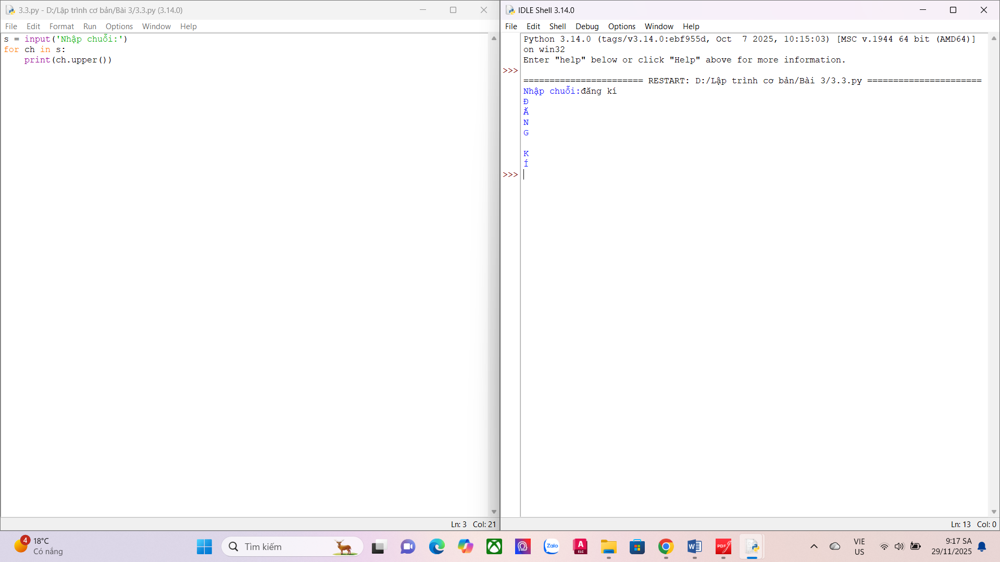 3.3.py - D:/Lập trình cơ bản/Bài 3/3.3.py (3.14.0)
File Edit Format Run Options Window Help
s = input('Nhập chuỗi:')
for ch in s:
    print(ch.upper())
Ln: 3 Col: 21
IDLE Shell 3.14.0
File Edit Shell Debug Options Window Help
Python 3.14.0 (tags/v3.14.0:ebf955d, Oct  7 2025, 10:15:03) [MSC v.1944 64 bit (AMD64)]
on win32
Enter "help" below or click "Help" above for more information.
>>>
======================= RESTART: D:/Lập trình cơ bản/Bài 3/3.3.py ======================
Nhập chuỗi:đăng kí
Đ
Ă
N
G
K
Í
>>>
Ln: 13 Col: 0
4
18°C
Có nắng
Tìm kiếm
Zalo
A
ELC
W
PDF
VIE
US
9:17 SA
29/11/2025